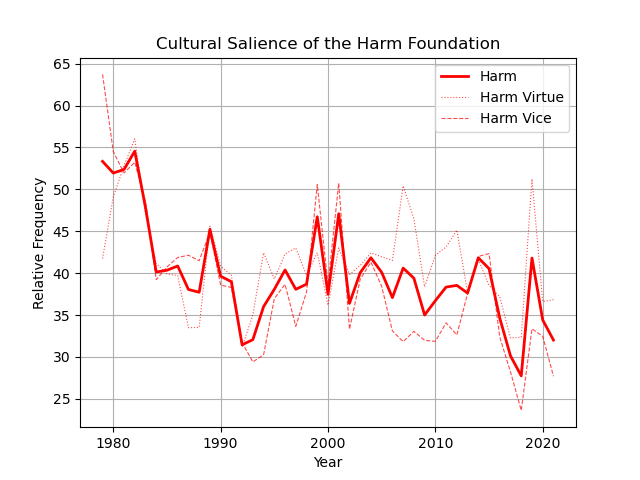 Cultural Salience of the Harm Foundation
Harm
Harm Virtue
Harm Vice
65
60
55
50
45
40
35
30
25
Relative Frequency
1980
1990
2000
2010
2020
Year